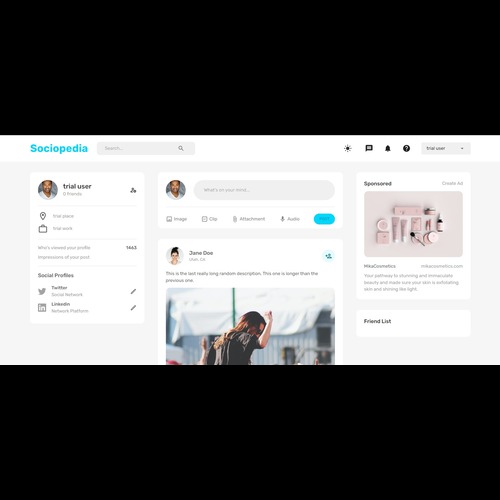 Sociopedia
Search...
trial user
trial user
0 Friends
trial place
trial work
Who's viewed your profile 1463
Impressions of your post
Social Profiles
Twitter
Social Network
Linkedin
Network Platform
What's on your mind...
Image Clip Attachment Audio
Jane Doe
Utah, CA.
This is the last really long random description. This one is longer than the
previous one.
Sponsored Create Ad
MikaCosmetics mikacosmetics.com
Your pathway to stunning and immaculate
beauty and made sure your skin is exfoliating
skin and shining like light.
Friend List